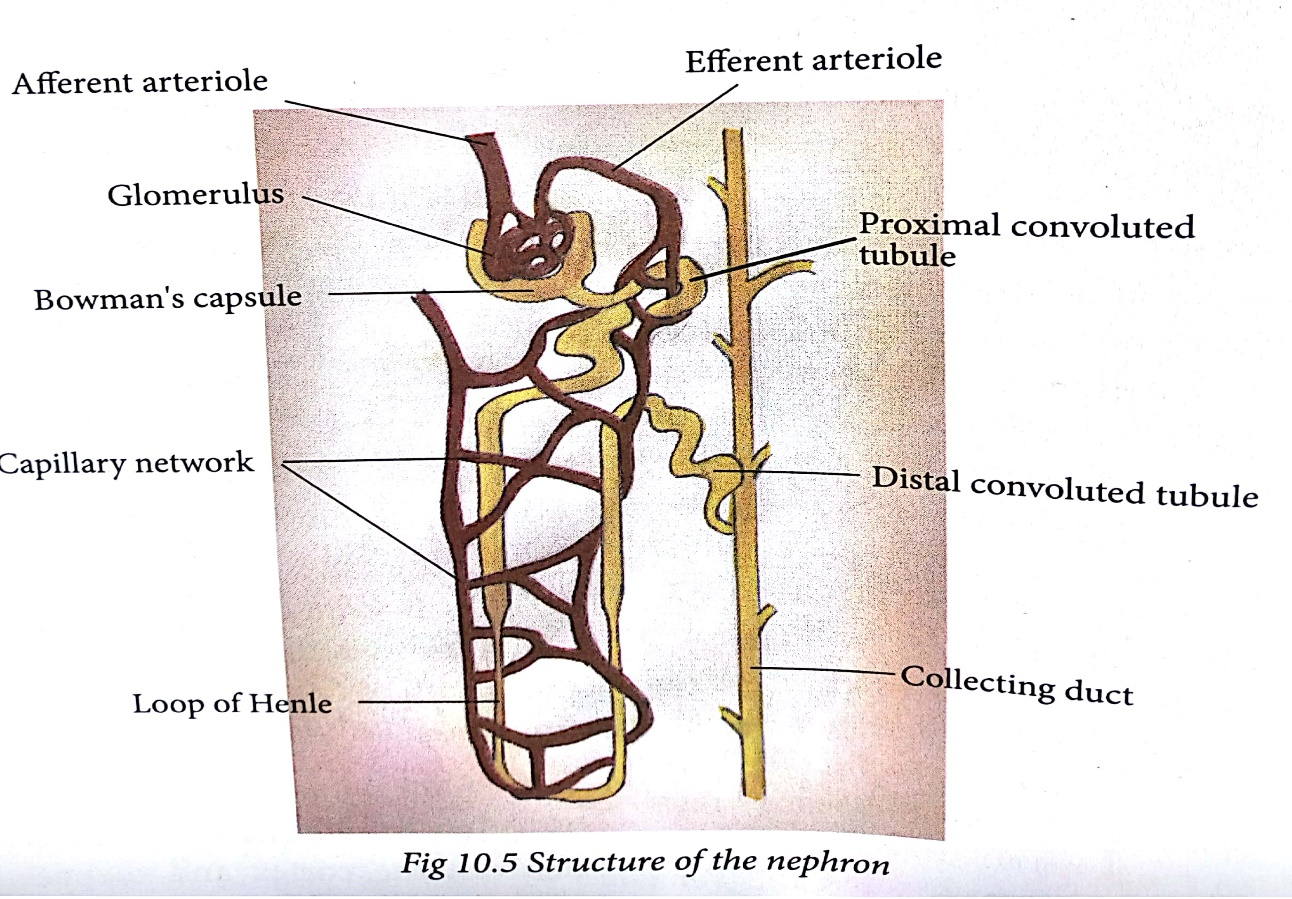 Afferent arteriole
Efferent arteriole
Glomerulus
Proximal convoluted
tubule
Bowman's capsule
Capillary network
Distal convoluted tubule
Loop of Henle
Collecting duct
Fig 10.5 Structure of the nephron